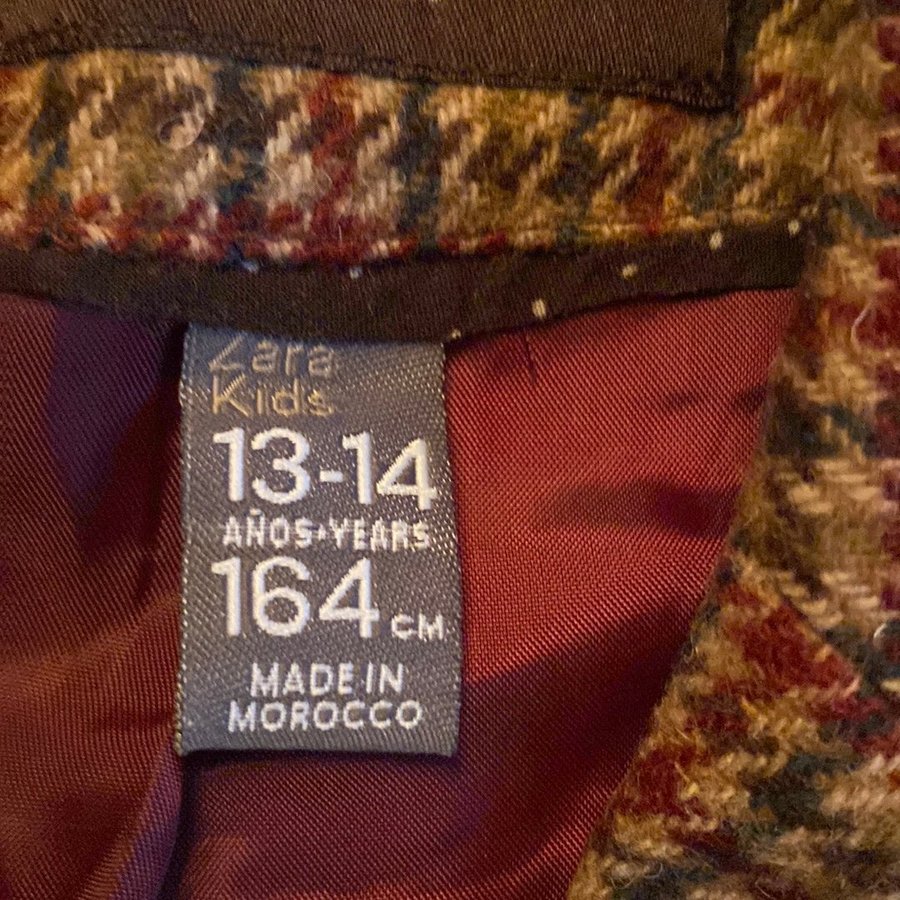 Zara
Kids
13-14
AÑOS•YEARS
164 CM
MADE IN
MOROCCO